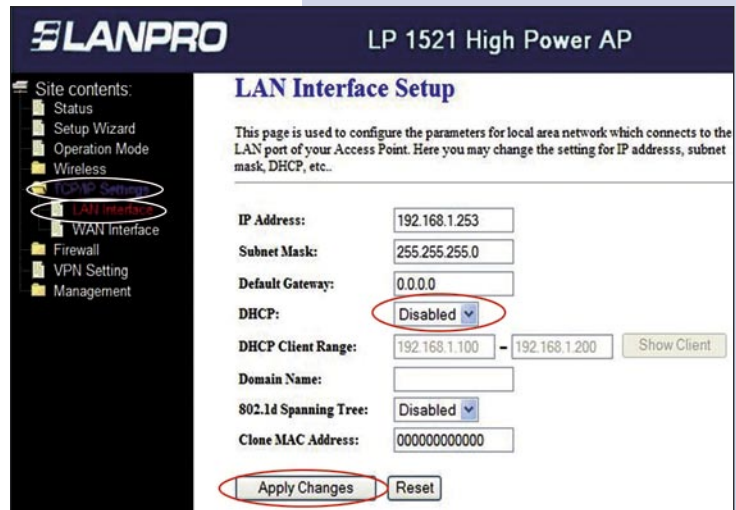 LANPRO
LP 1521 High Power AP
Site contents:
Status
Setup Wizard
Operation Mode
Wireless
TCP/IP Settings
LAN Interface
WAN Interface
Firewall
VPN Setting
Management
LAN Interface Setup
This page is used to configure the parameters for local area network which connects to the
LAN port of your Access Point. Here you may change the setting for IP addresss, subnet
mask, DHCP, etc..
IP Address: 192.168.1.253
Subnet Mask: 255.255.255.0
Default Gateway: 0.0.0.0
DHCP: Disabled
DHCP Client Range: 192.168.1.100 – 192.168.1.200 Show Client
Domain Name:
802.1d Spanning Tree: Disabled
Clone MAC Address: 000000000000
Apply Changes Reset